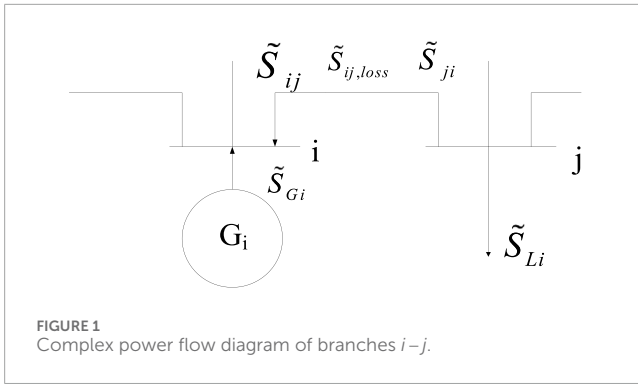 S̃ij S̃ij,loss S̃ji
i j
S̃Gi
Gi
S̃Li
FIGURE 1
Complex power flow diagram of branches i–j.